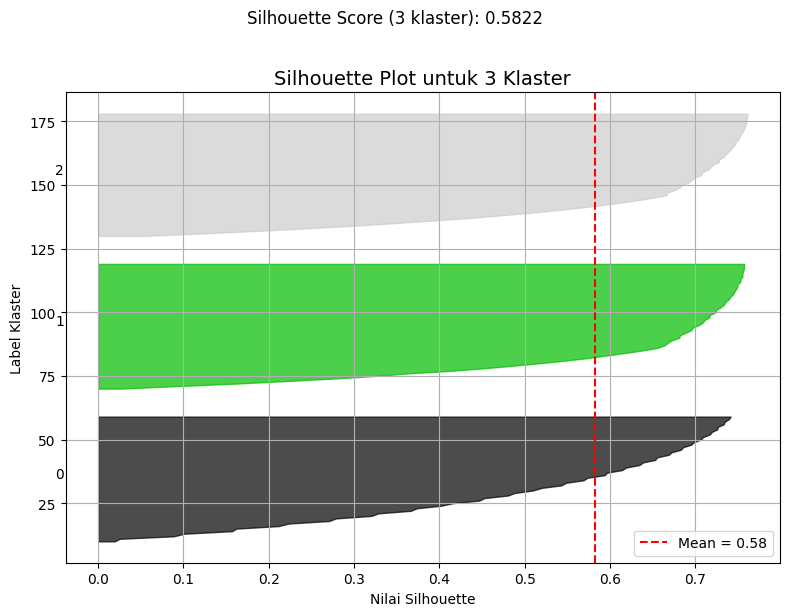 Silhouette Score (3 klaster): 0.5822
Silhouette Plot untuk 3 Klaster
175
2
150
125
100
1
75
50
0
25
Label Klaster
Mean = 0.58
0.0 0.1 0.2 0.3 0.4 0.5 0.6 0.7
Nilai Silhouette